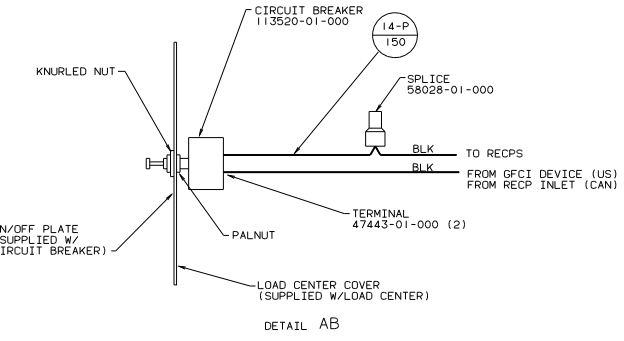 CIRCUIT BREAKER
113520-01-000
14-P
150
KNURLED NUT
SPLICE
58028-01-000
BLK
TO RECPS
BLK
FROM GFCI DEVICE (US)
FROM RECP INLET (CAN)
TERMINAL
47443-01-000 (2)
N/OFF PLATE
SUPPLIED W/
IRCUIT BREAKER)
PALNUT
LOAD CENTER COVER
(SUPPLIED W/LOAD CENTER)
DETAIL AB